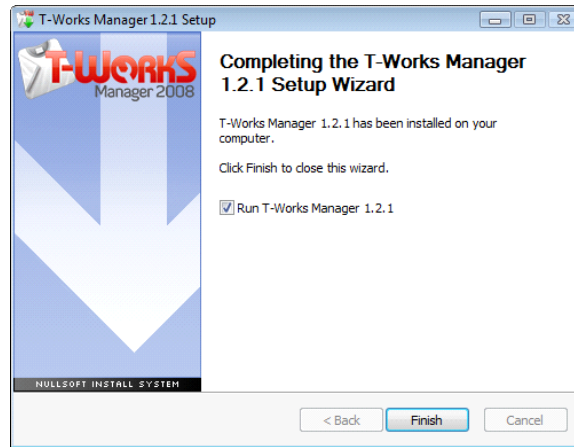 T-Works Manager 1.2.1 Setup
T-WORKS
Manager 2008
Completing the T-Works Manager
1.2.1 Setup Wizard
T-Works Manager 1.2.1 has been installed on your
computer.
Click Finish to close this wizard.
Run T-Works Manager 1.2.1
NULLSOFT INSTALL SYSTEM
< Back
Finish
Cancel